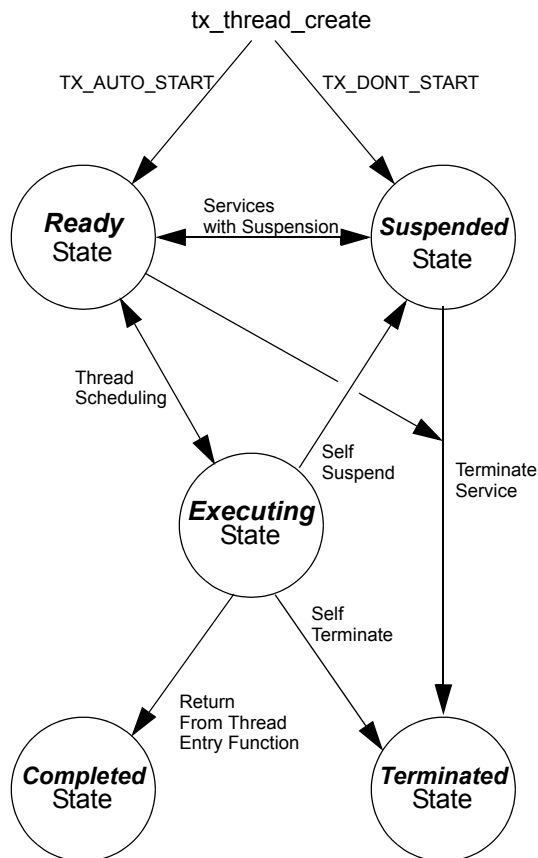 tx_thread_create
TX_AUTO_START
TX_DONT_START
Ready
State
Services
with Suspension
Suspended
State
Thread
Scheduling
Self
Suspend
Terminate
Service
Executing
State
Self
Terminate
Return
From Thread
Entry Function
Completed
State
Terminated
State